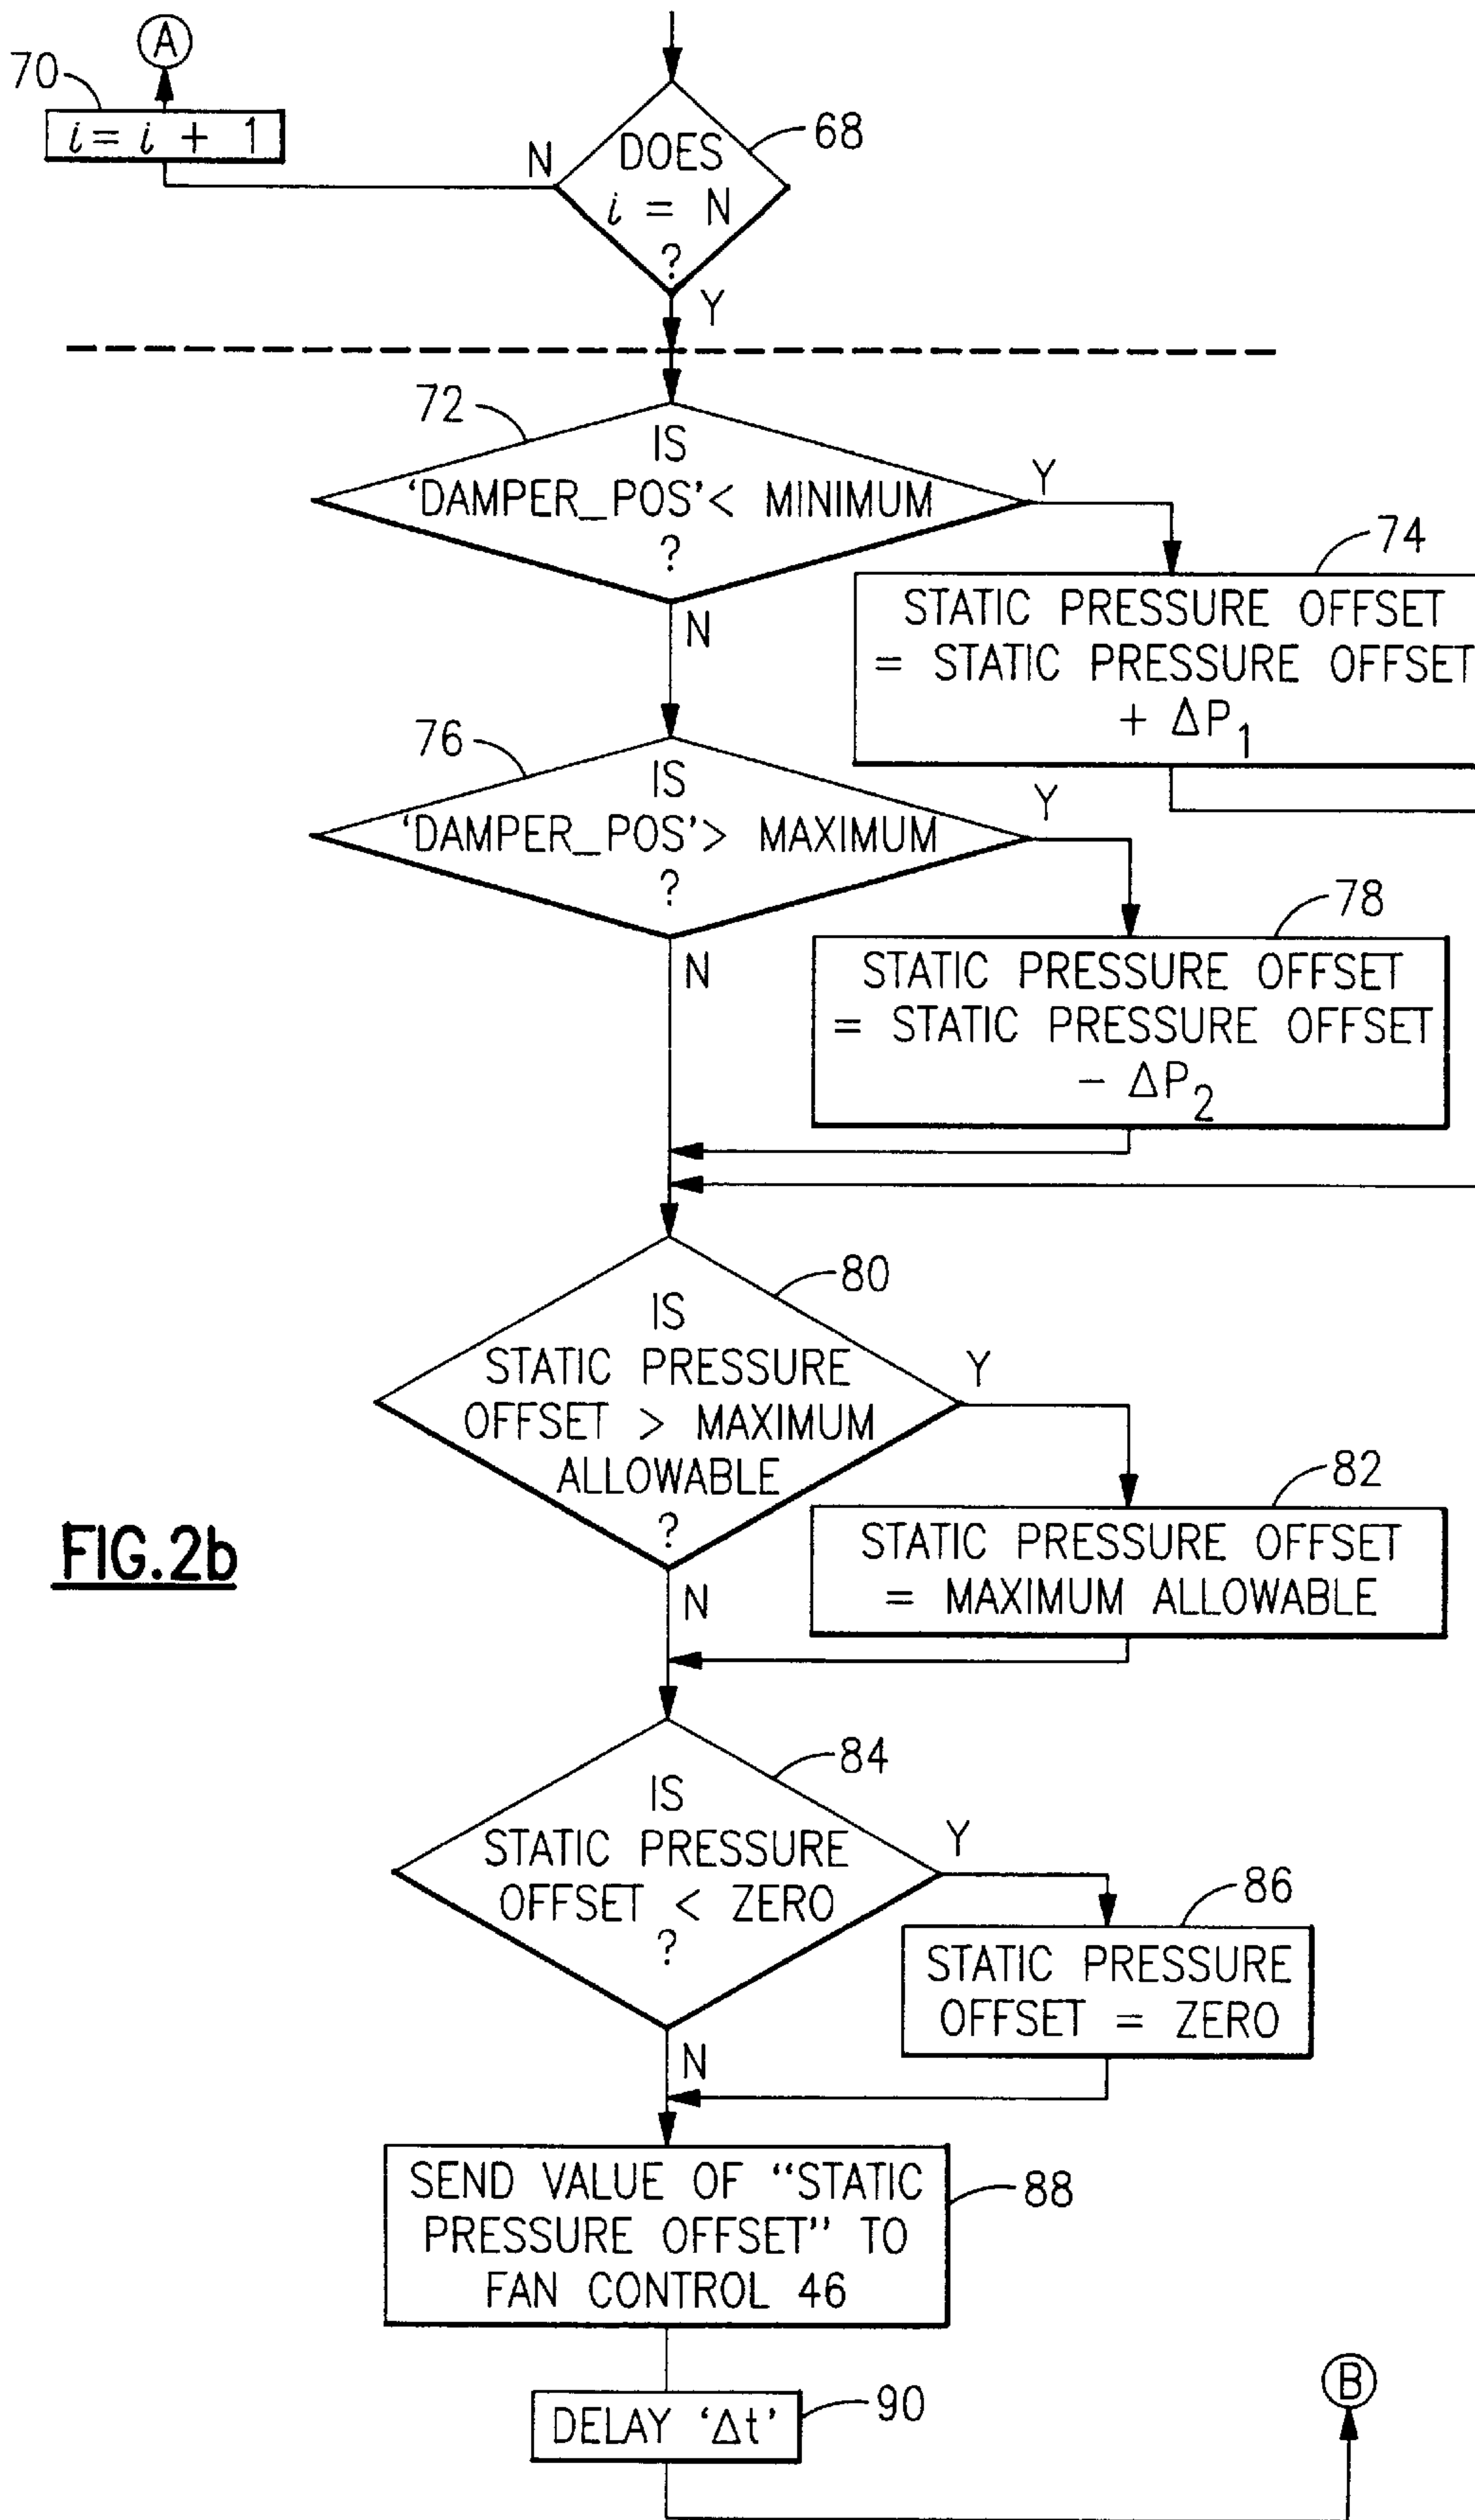 A
70
i = i + 1
N
DOES
i = N
?
68
Y
72
IS
'DAMPER_POS' < MINIMUM
?
Y
N
74
STATIC PRESSURE OFFSET
= STATIC PRESSURE OFFSET
+ ΔP1
76
IS
'DAMPER_POS' > MAXIMUM
?
Y
N
78
STATIC PRESSURE OFFSET
= STATIC PRESSURE OFFSET
- ΔP2
80
IS
STATIC PRESSURE
OFFSET > MAXIMUM
ALLOWABLE
?
Y
N
82
STATIC PRESSURE OFFSET
= MAXIMUM ALLOWABLE
FIG.2b
84
IS
STATIC PRESSURE
OFFSET < ZERO
?
Y
N
86
STATIC PRESSURE
OFFSET = ZERO
SEND VALUE OF "STATIC
PRESSURE OFFSET" TO
FAN CONTROL 46
88
DELAY 'Δt'
90
B